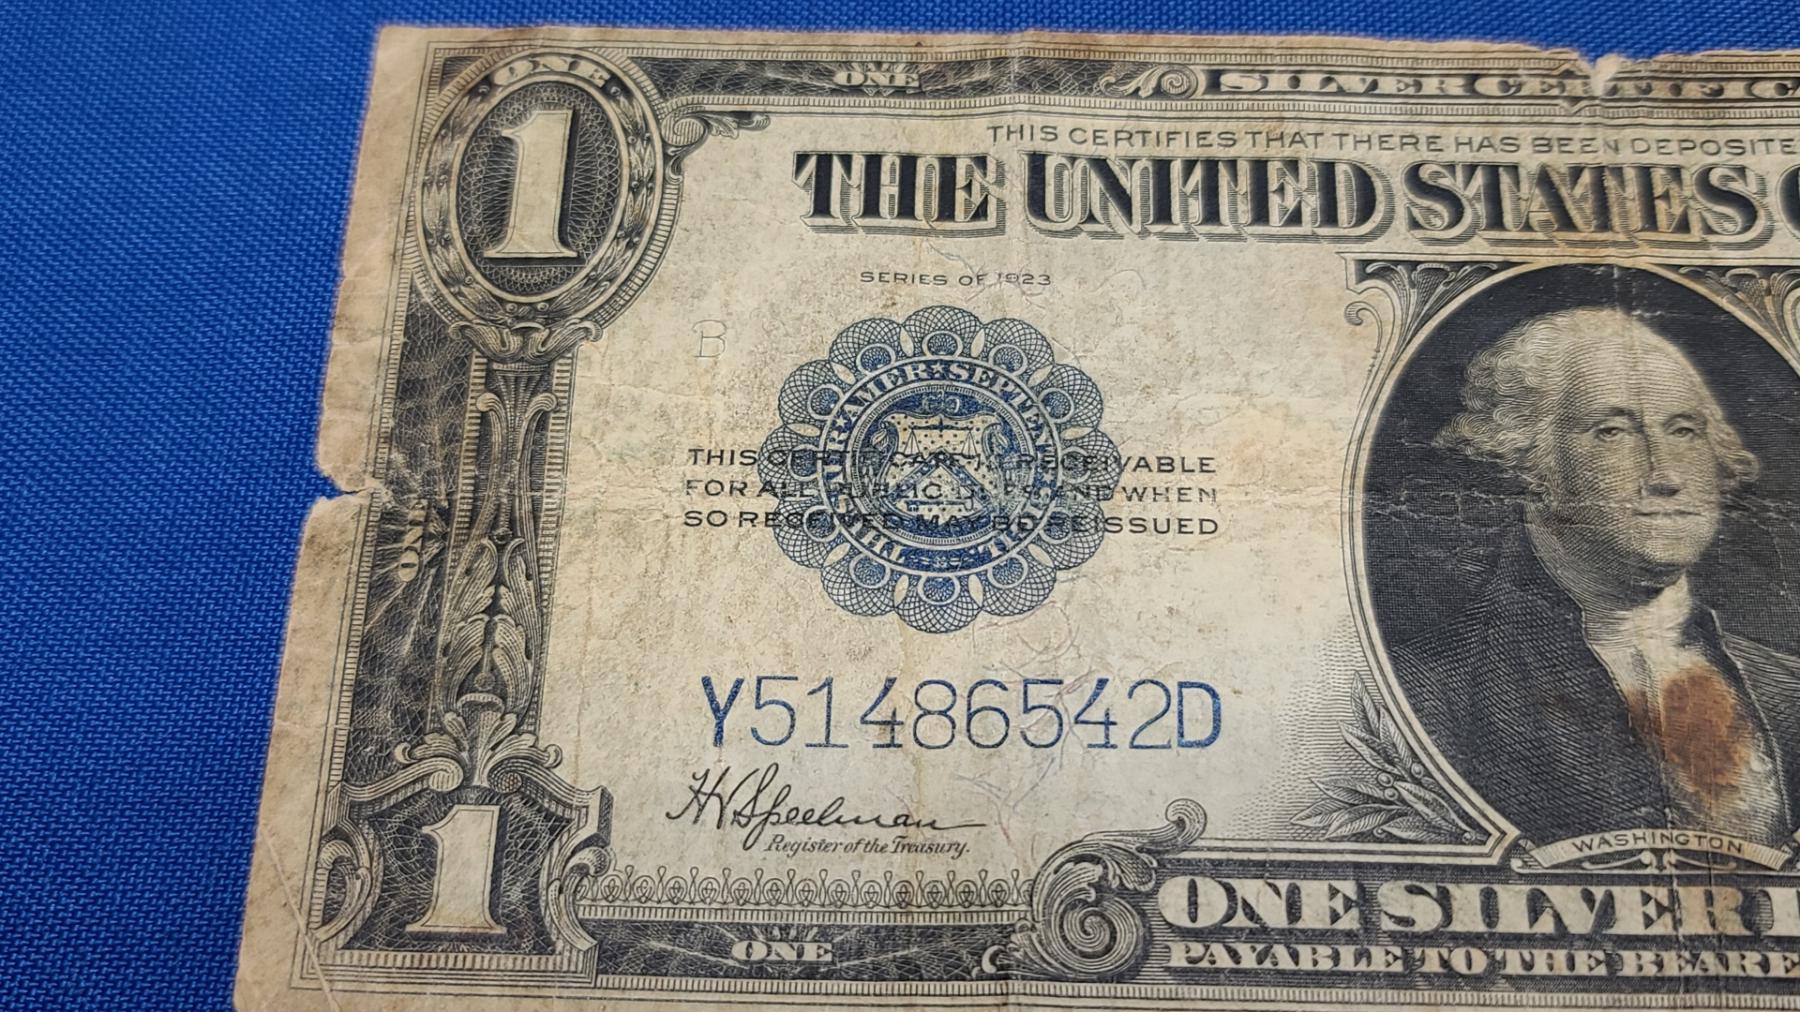 ONE ONE SILVER CERTIFIC
1
THIS CERTIFIES THAT THERE HAS BEEN DEPOSITE
THE UNITED STATES
SERIES OF 1923
B
THIS CERTIFICATE IS RECEIVABLE
FOR ALL PUBLIC DUES AND WHEN
SO RECEIVED MAY BE REISSUED
ONE
Y51486542D
H V Speelman
Register of the Treasury.
WASHINGTON
1
ONE SILVER
ONE
PAYABLE TO THE BEARE